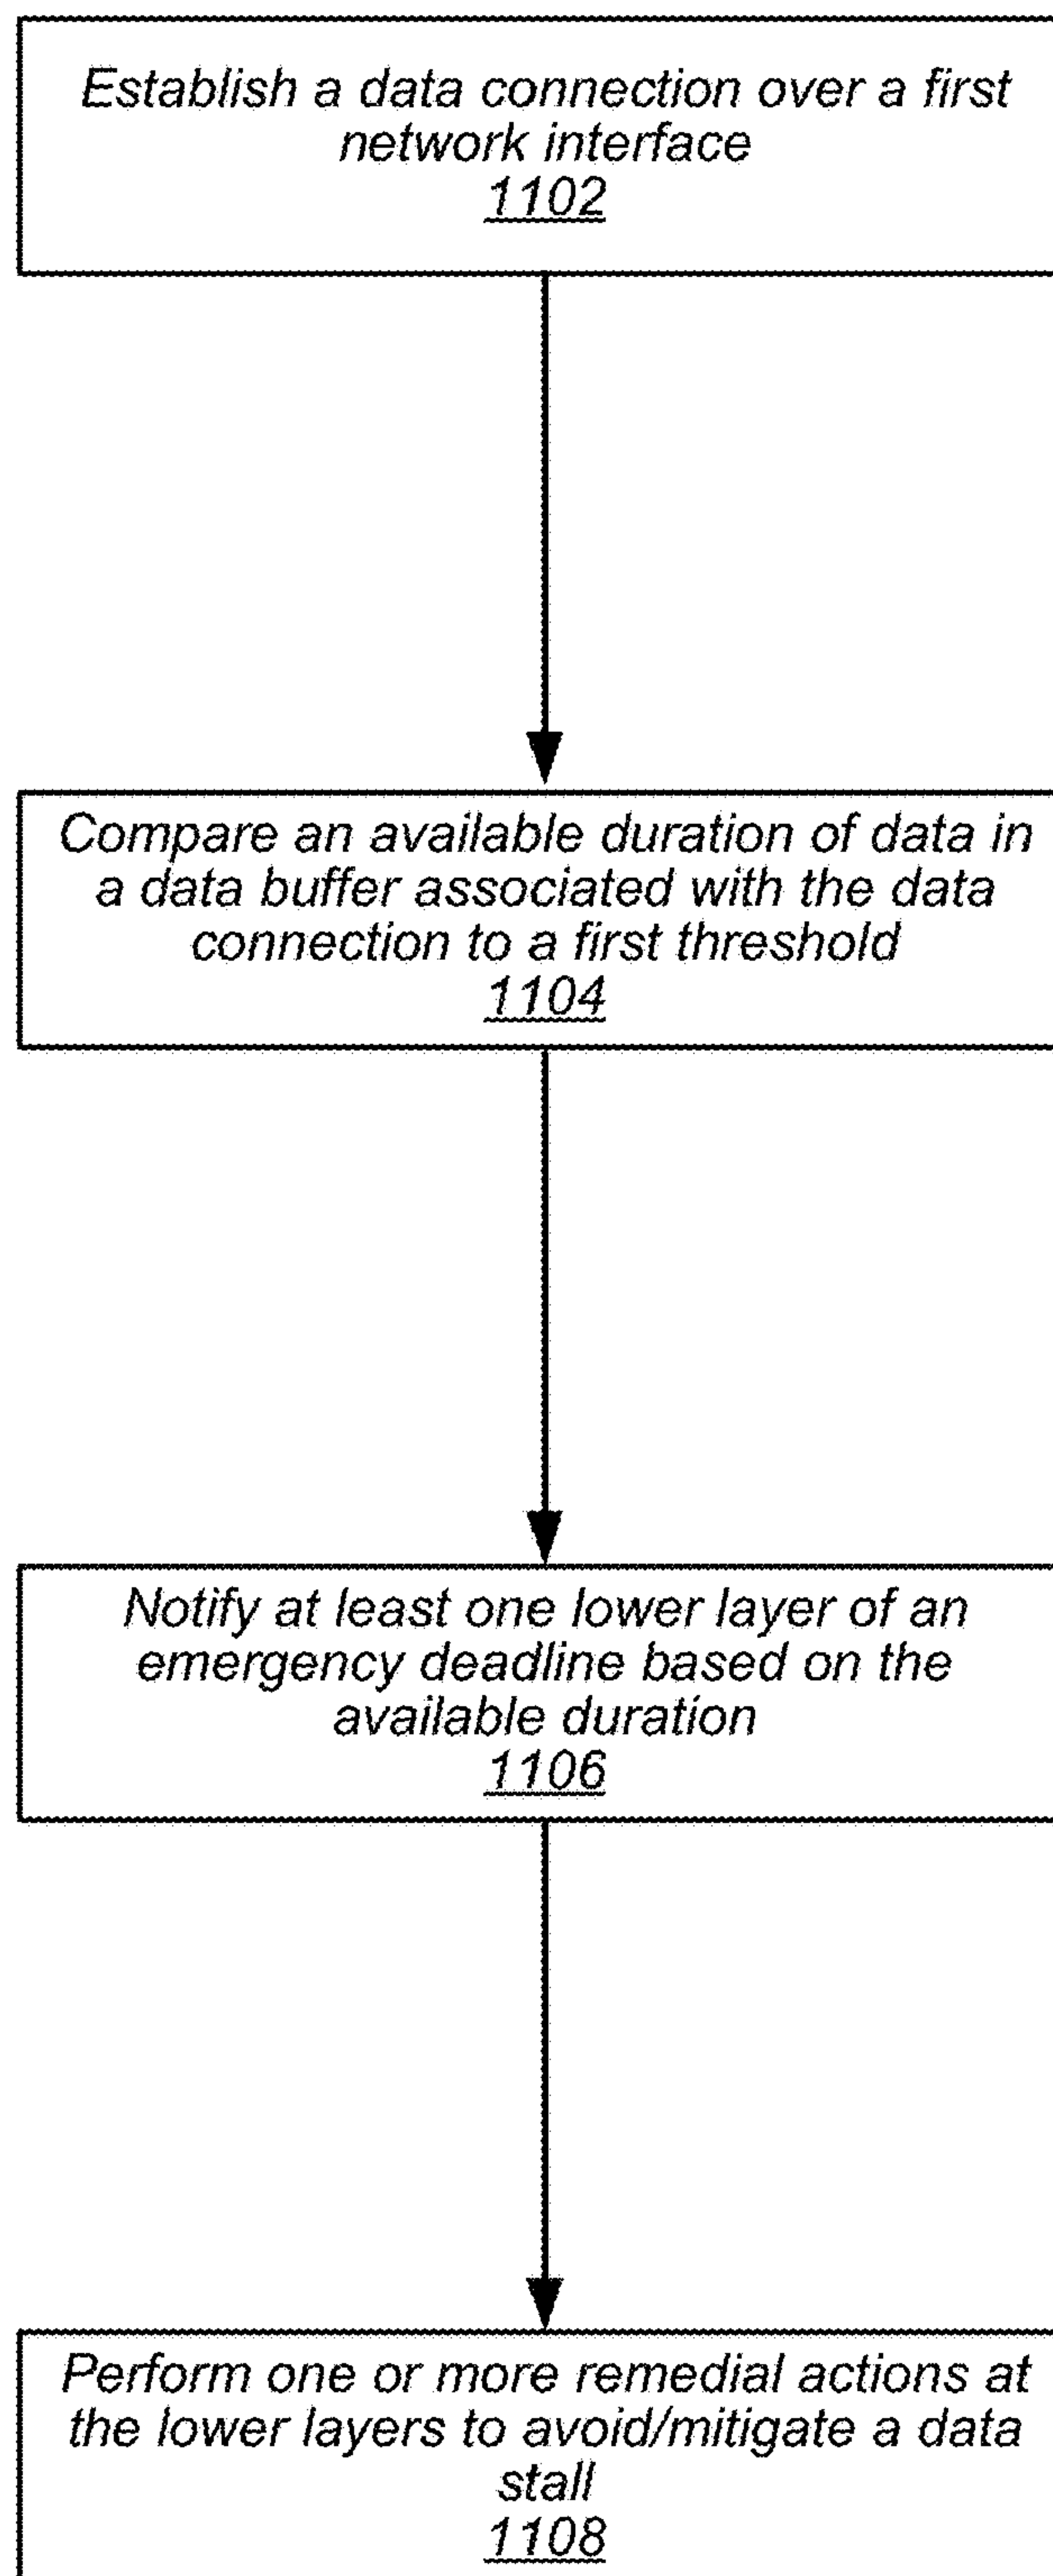 Establish a data connection over a first
network interface
1102
Compare an available duration of data in
a data buffer associated with the data
connection to a first threshold
1104
Notify at least one lower layer of an
emergency deadline based on the
available duration
1106
Perform one or more remedial actions at
the lower layers to avoid/mitigate a data
stall
1108